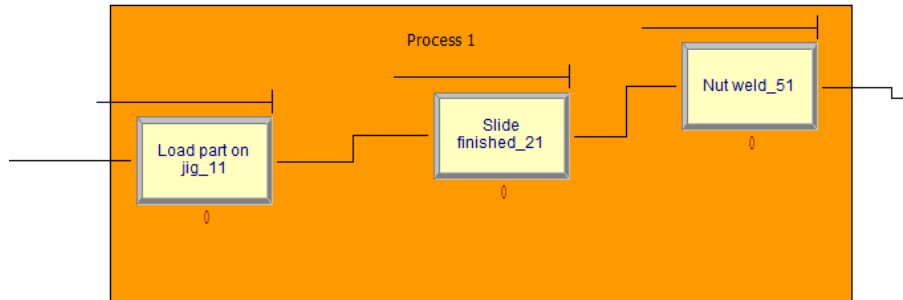 Process 1
Nut weld_51
0
Slide
finished_21
0
Load part on
jig_11
0